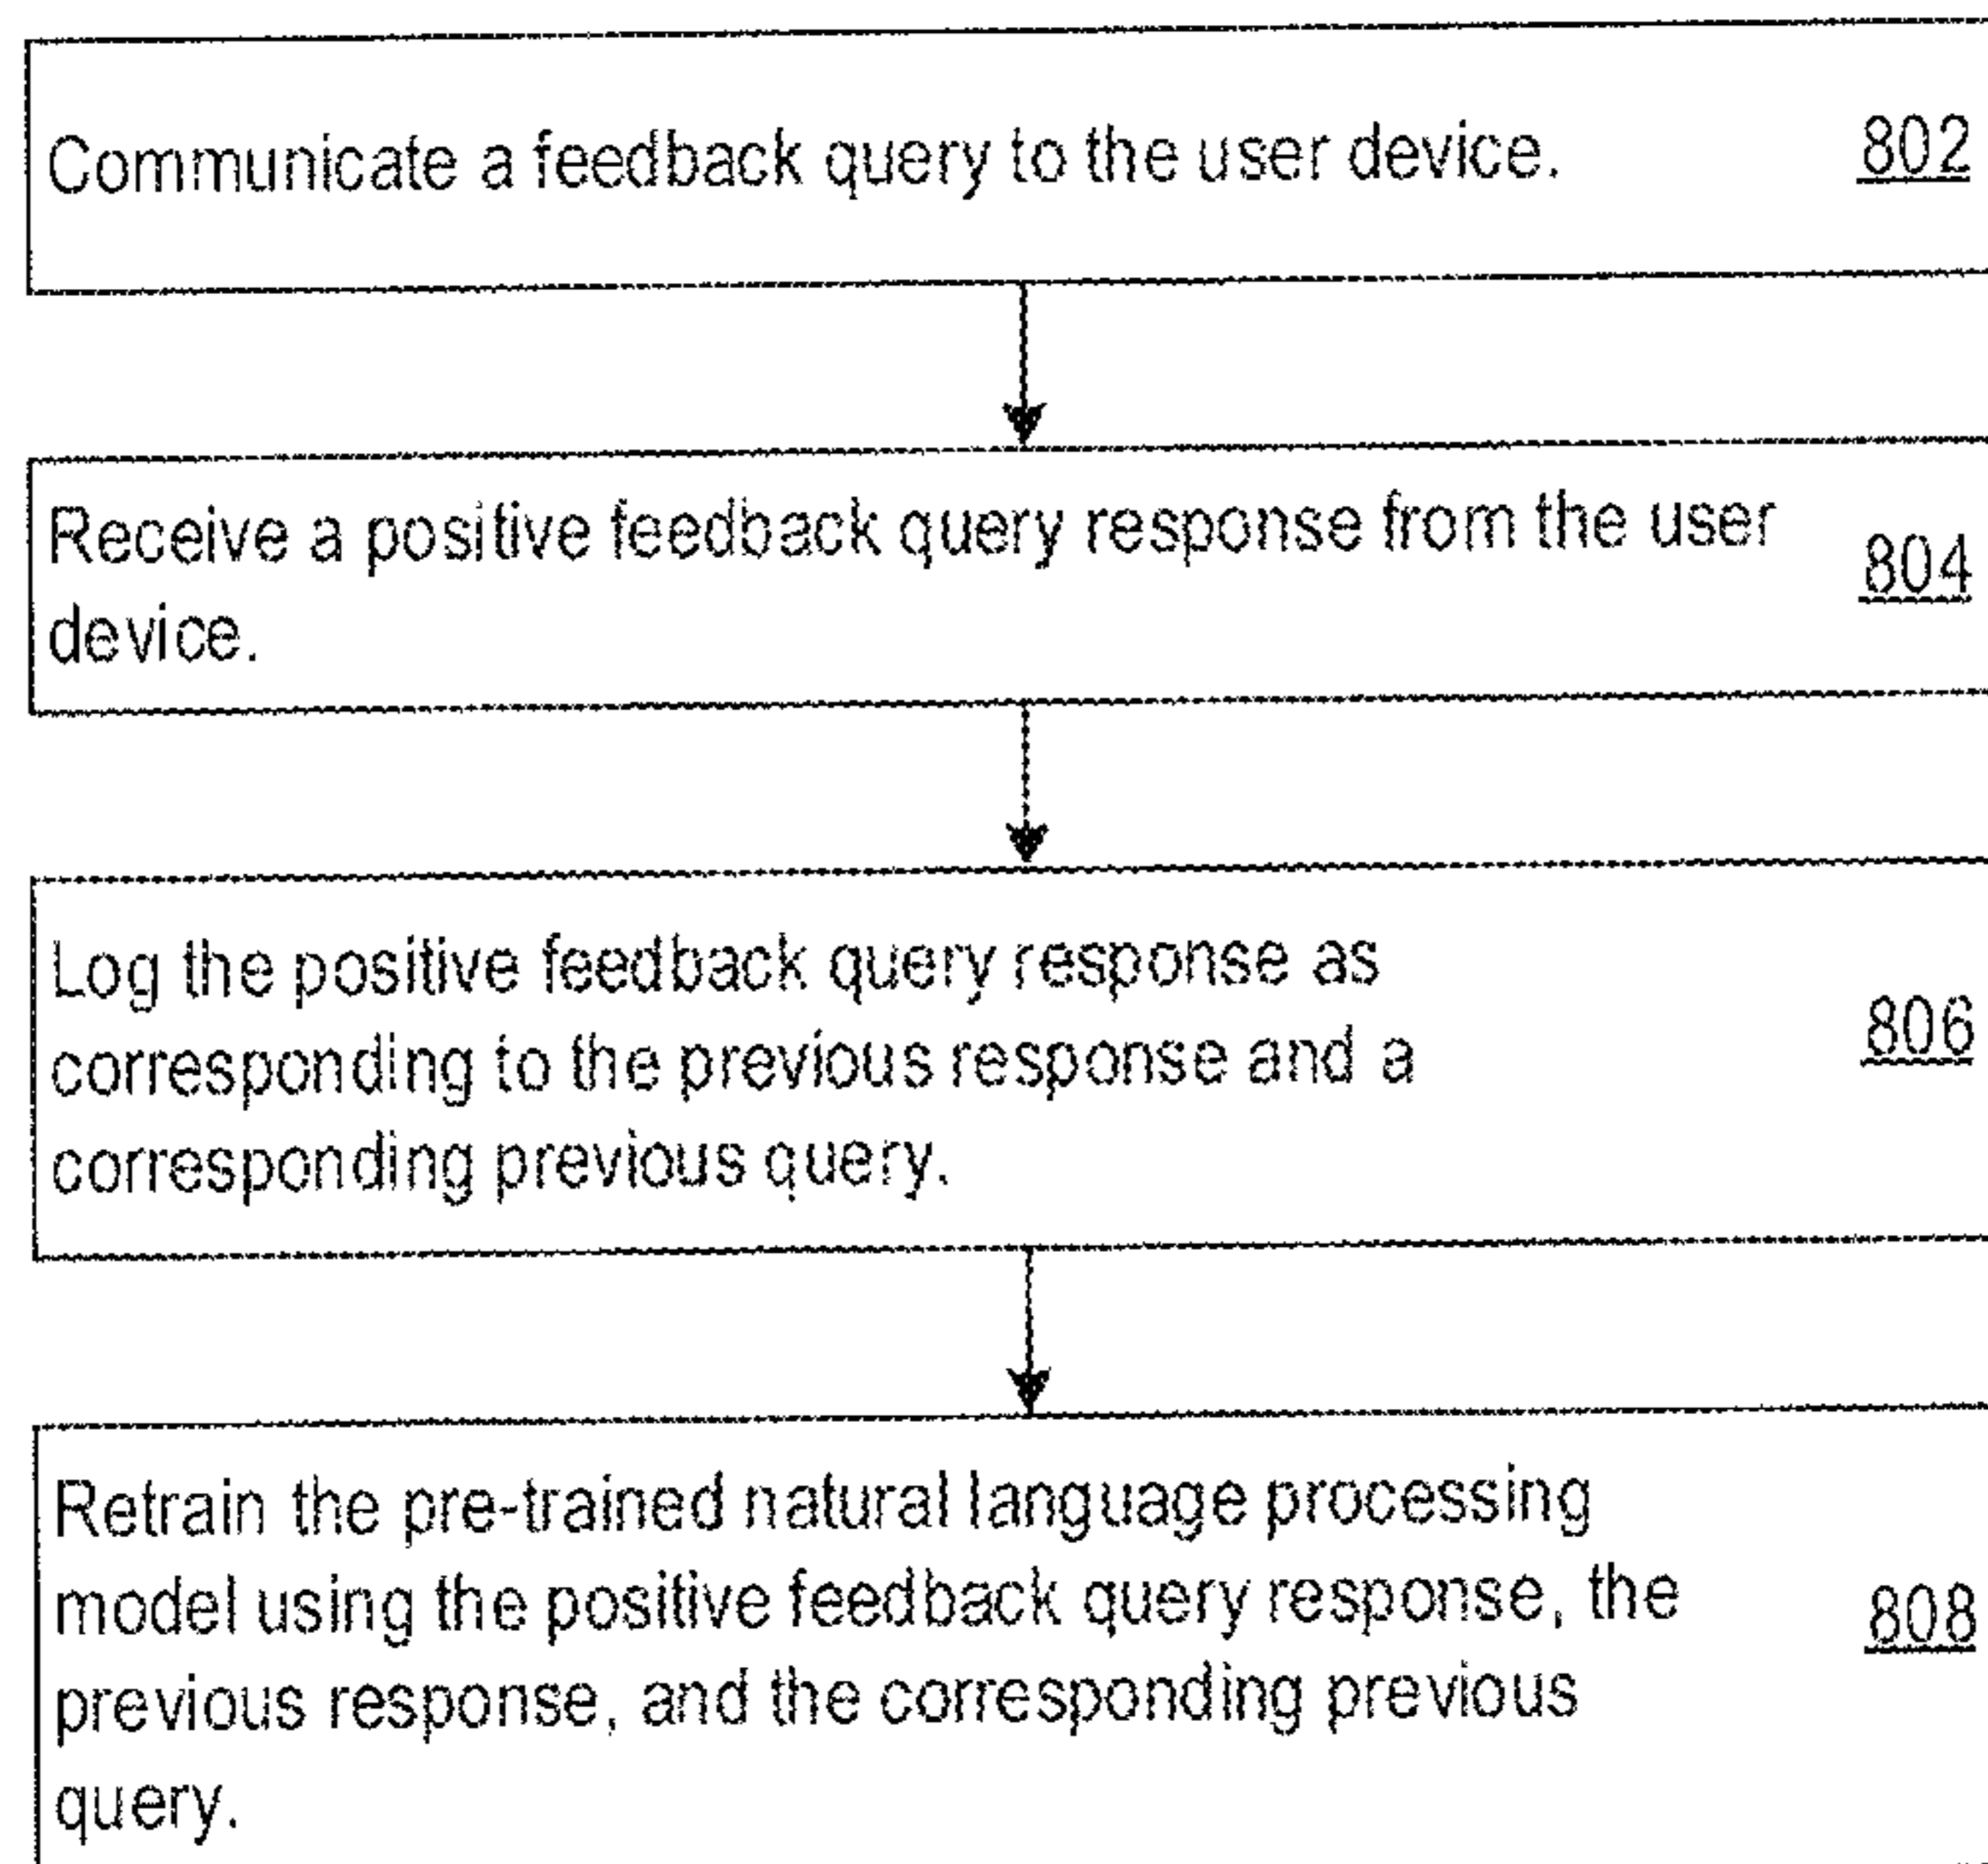 Communicate a feedback query to the user device. 802
Receive a positive feedback query response from the user
device.
804
Log the positive feedback query response as
corresponding to the previous response and a
corresponding previous query.
806
Retrain the pre-trained natural language processing
model using the positive feedback query response, the
previous response, and the corresponding previous
query.
808